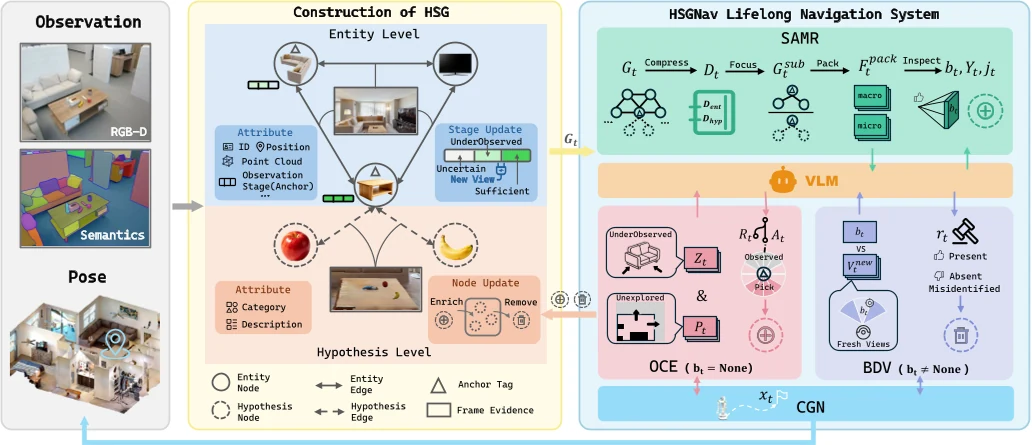 Observation
RGB-D
Semantics
Pose
Construction of HSG
Entity Level
Attribute
ID Position
Point Cloud
Observation
Stage(Anchor)
...
Stage Update
UnderObserved
Uncertain
New View
Sufficient
Attribute
Category
Description
Node Update
Enrich
Remove
Hypothesis Level
Entity
Node
Entity
Edge
Anchor Tag
Hypothesis
Node
Hypothesis
Edge
Frame Evidence
G_t
HSGNav Lifelong Navigation System
SAMR
G_t Compress D_t Focus G_t^sub Pack F_t^pack Inspect b_t, Y_t, j_t
D_ent
D_hyp
macro
micro
b_t
VLM
UnderObserved
Z_t
&
Unexplored
P_t
R_t A_t
Observed
Pick
OCE ( b_t = None)
b_t
VS
V_t^new
b_t
Fresh Views
r_t
Present
Absent
Misidentified
BDV ( b_t ≠ None )
x_t
CGN